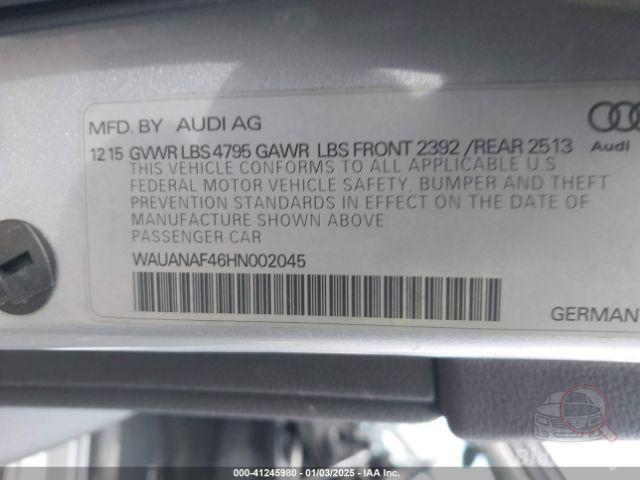 MFD. BY AUDI AG
12 15 GVWR LBS 4795 GAWR LBS FRONT 2392 /REAR 2513
Audi
THIS VEHICLE CONFORMS TO ALL APPLICABLE U S
FEDERAL MOTOR VEHICLE SAFETY, BUMPER AND THEFT
PREVENTION STANDARDS IN EFFECT ON THE DATE OF
MANUFACTURE SHOWN ABOVE
PASSENGER CAR
WAUANAF46HN002045
GERMAN
000-41245980 - 01/03/2025 - IAA Inc.